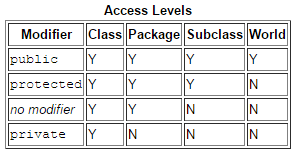 Access Levels
Modifier Class Package Subclass World
public Y Y Y Y
protected Y Y Y N
no modifier Y Y N N
private Y N N N